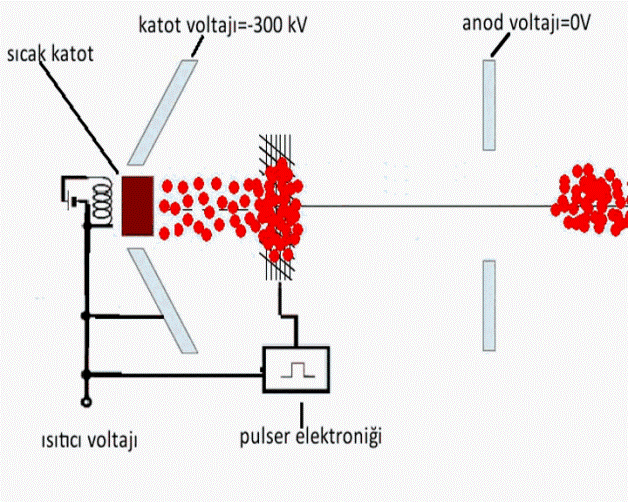 katot voltajı=-300 kV
anod voltajı=0V
sıcak katot
ısıtıcı voltajı
pulser elektroniği